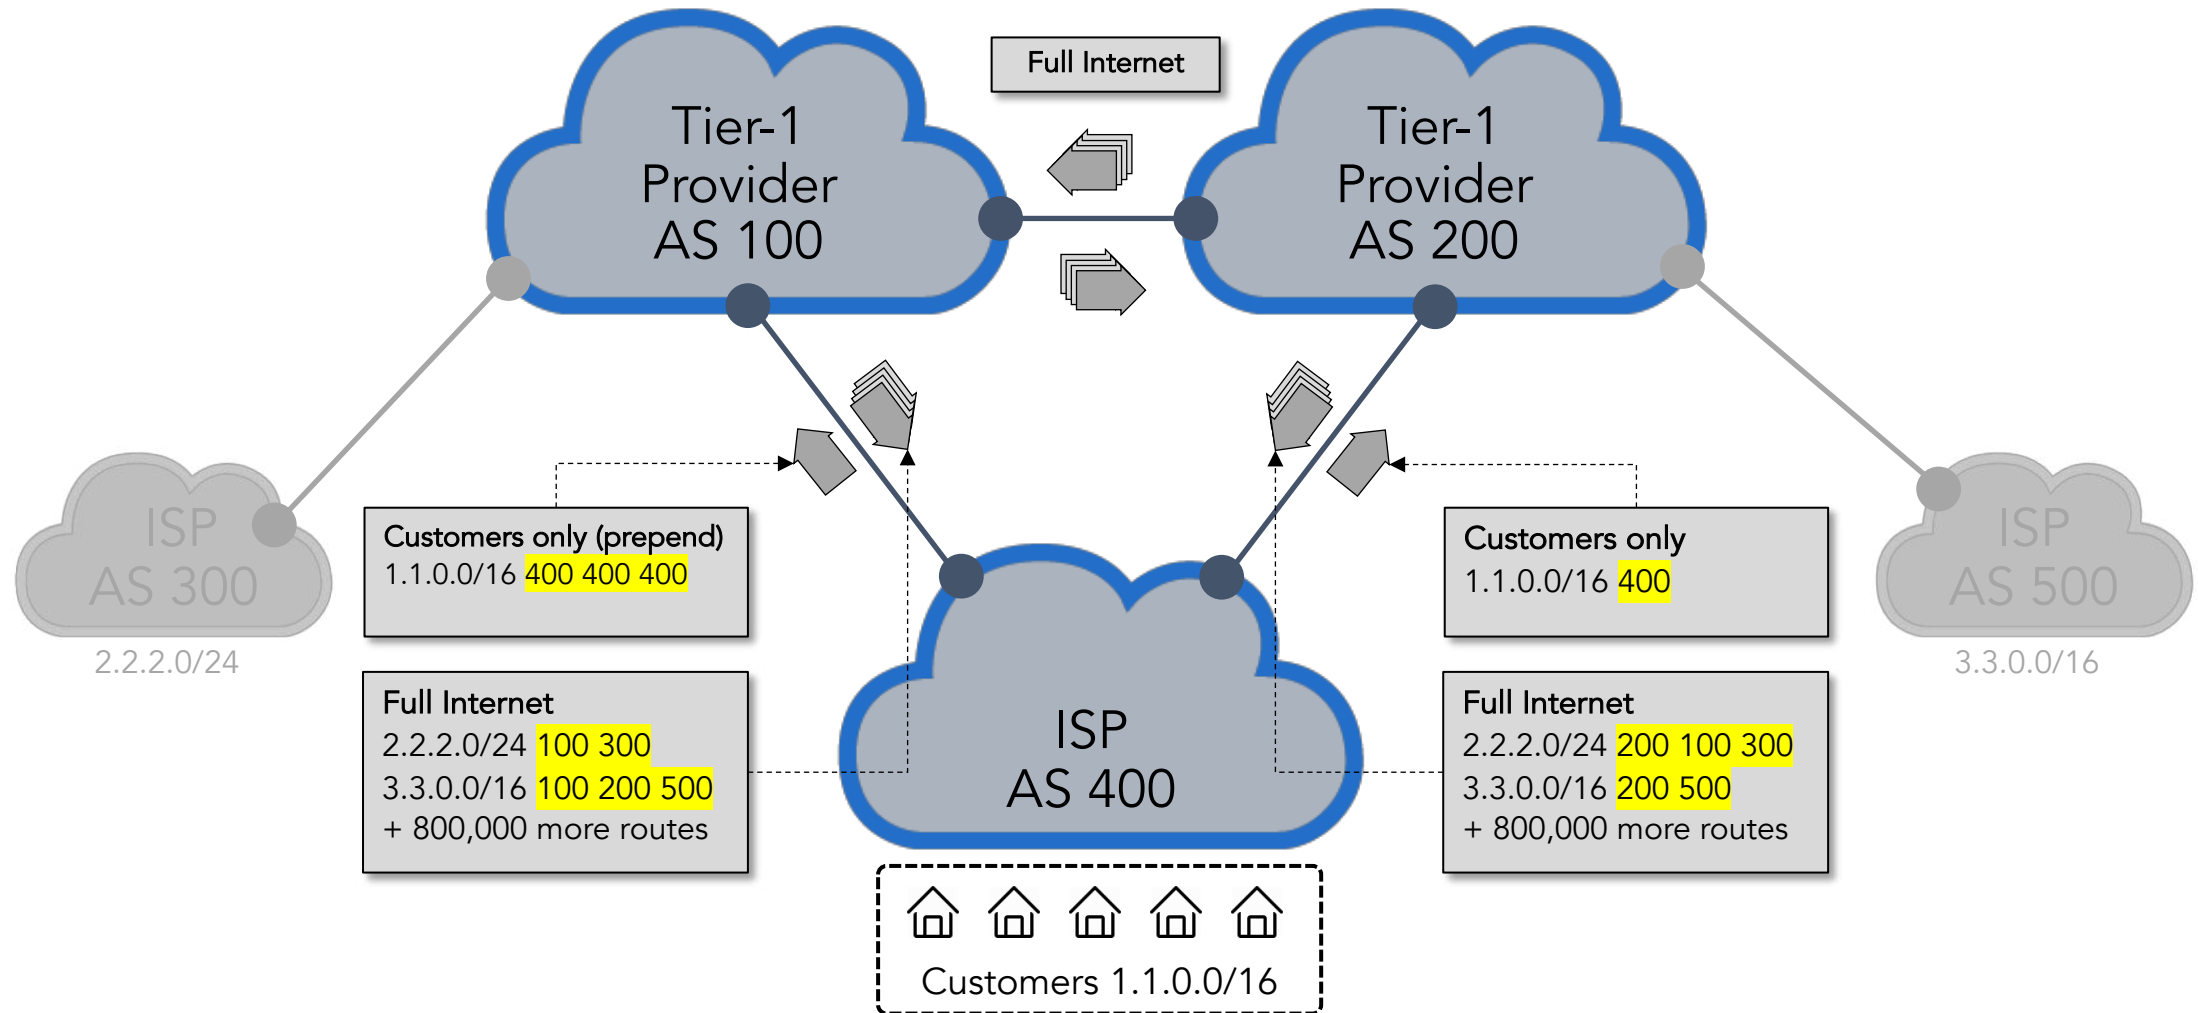 Full Internet
Tier-1
Provider
AS 100
Tier-1
Provider
AS 200
ISP
AS 300
2.2.2.0/24
Customers only (prepend)
1.1.0.0/16 400 400 400
Customers only
1.1.0.0/16 400
ISP
AS 500
3.3.0.0/16
Full Internet
2.2.2.0/24 100 300
3.3.0.0/16 100 200 500
+ 800,000 more routes
ISP
AS 400
Full Internet
2.2.2.0/24 200 100 300
3.3.0.0/16 200 500
+ 800,000 more routes
Customers 1.1.0.0/16